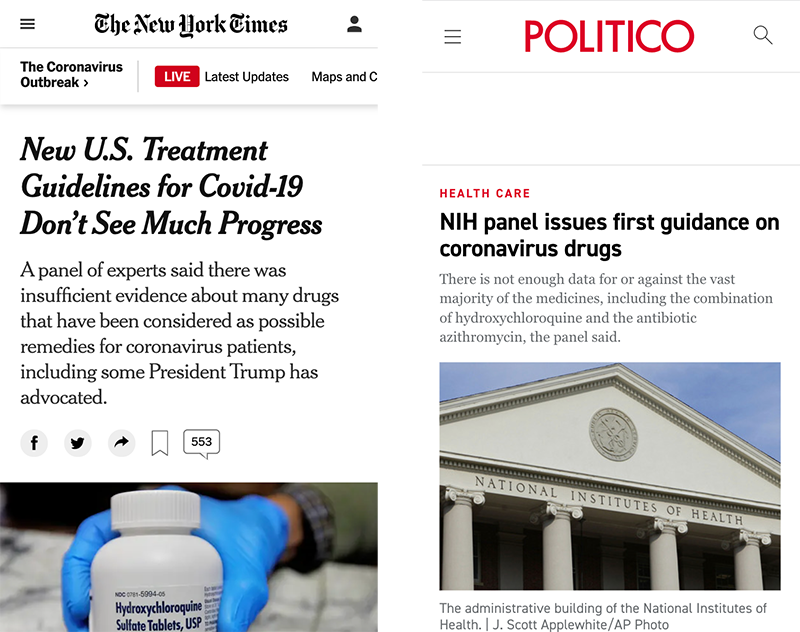 The New York Times
The Coronavirus
Outbreak ›
LIVE Latest Updates Maps and C
New U.S. Treatment
Guidelines for Covid-19
Don’t See Much Progress
A panel of experts said there was
insufficient evidence about many drugs
that have been considered as possible
remedies for coronavirus patients,
including some President Trump has
advocated.
553
NDC 0781-5994-05
Hydroxychloroquine
Sulfate Tablets, USP
POLITICO
HEALTH CARE
NIH panel issues first guidance on
coronavirus drugs
There is not enough data for or against the vast
majority of the medicines, including the combination
of hydroxychloroquine and the antibiotic
azithromycin, the panel said.
NATIONAL INSTITUTES OF HEALTH
The administrative building of the National Institutes of
Health. | J. Scott Applewhite/AP Photo